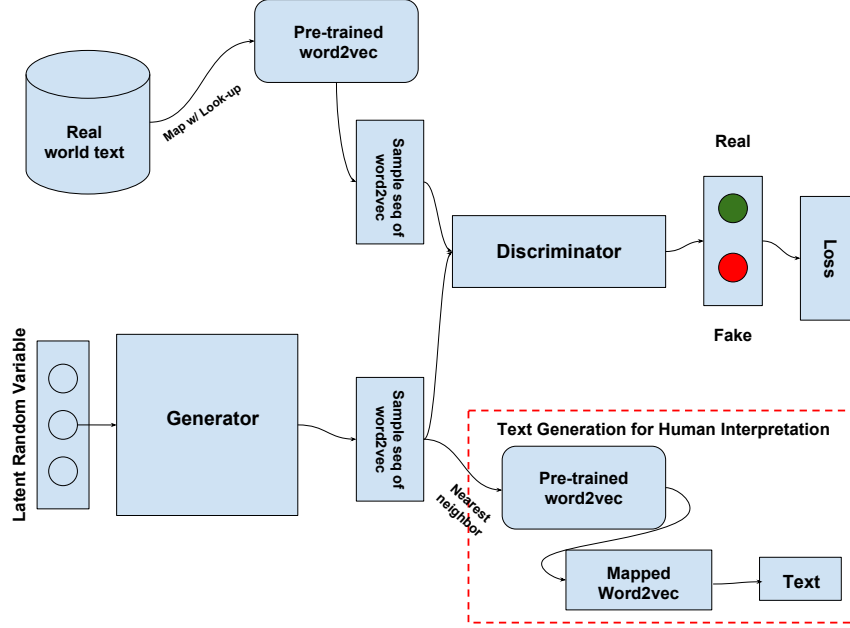 Pre-trained
word2vec
Real
world text
Map w/ Look-up
Sample seq of
word2vec
Real
Discriminator
Loss
Fake
Latent Random Variable
Generator
Sample seq of
word2vec
Text Generation for Human Interpretation
Nearest
neighbor
Pre-trained
word2vec
Mapped
Word2vec
Text